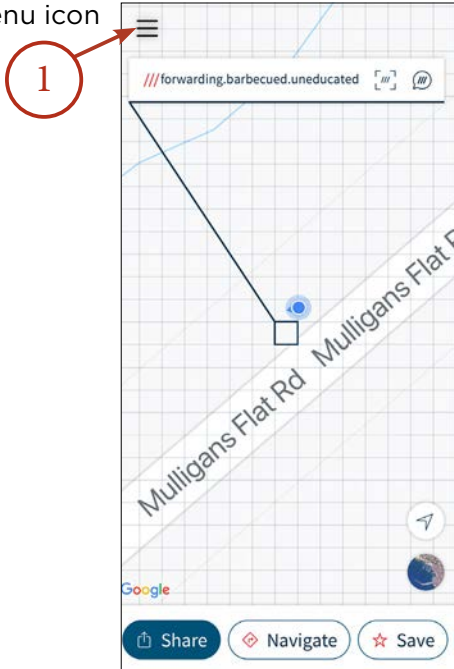 enu icon
1
///forwarding.barbecued.uneducated
Mulligans Flat R
Mulligans Flat Rd
Google
Share
Navigate
Save